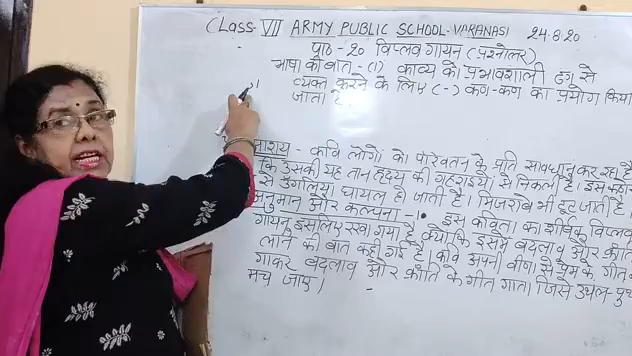 CLass VII ARMY PUBLIC SCHOOL-VARANASI 24.8.20
पाठ - 20 विप्लव गायन (प्रश्नोत्तर)
भाषा की बात - (1) काव्य को प्रभावशाली ढंग से
व्यक्त करने के लिए (-) कण-कण का प्रयोग किया
जाता है
- कवि लोगों को परिवर्तन के प्रति सावधान कर रहा है
कि उसकी यह तान हृदय की गहराइयों से निकली है।
से उंगलियां घायल हो जाती है। मिजराबे भी टूट जाती है।
अनुमान और कल्पना -1• इस कविता का शीर्षक विप्लव
गायन इसलिए रखा गया है क्योंकि इसमें बदलाव और क्रांति
लाने की बात कही गई है। कवि अपनी वीणा से प्रेम के गीत
गाकर बदलाव और क्रांति के गीत गाता। जिससे उथल-पुथ
मच जाए।